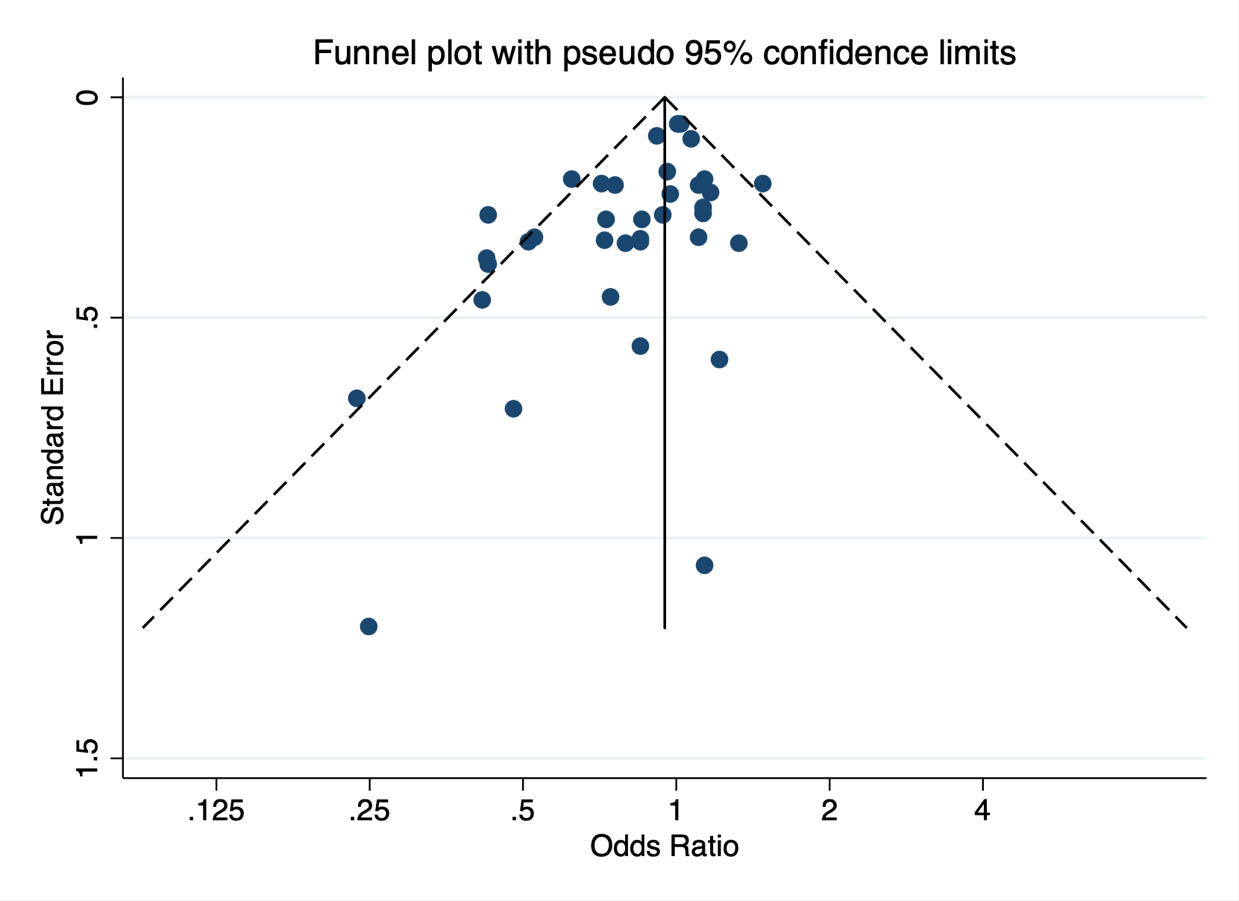 Funnel plot with pseudo 95% confidence limits
0
.5
1
1.5
Standard Error
.125 .25 .5 1 2 4
Odds Ratio